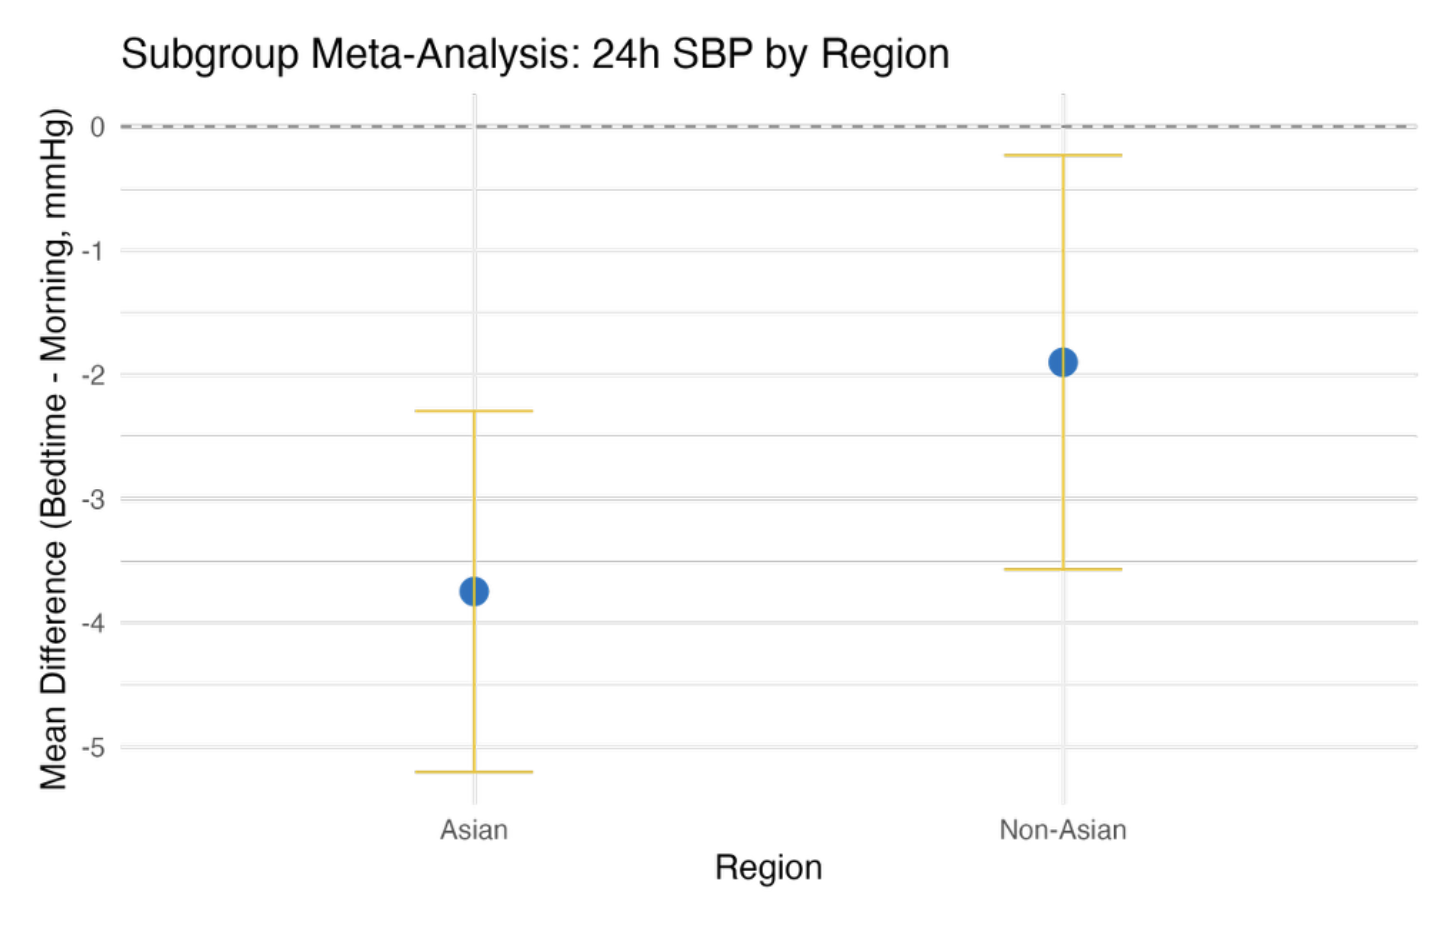 Subgroup Meta-Analysis: 24h SBP by Region
Mean Difference (Bedtime - Morning, mmHg)
0
-1
-2
-3
-4
-5
Asian
Non-Asian
Region